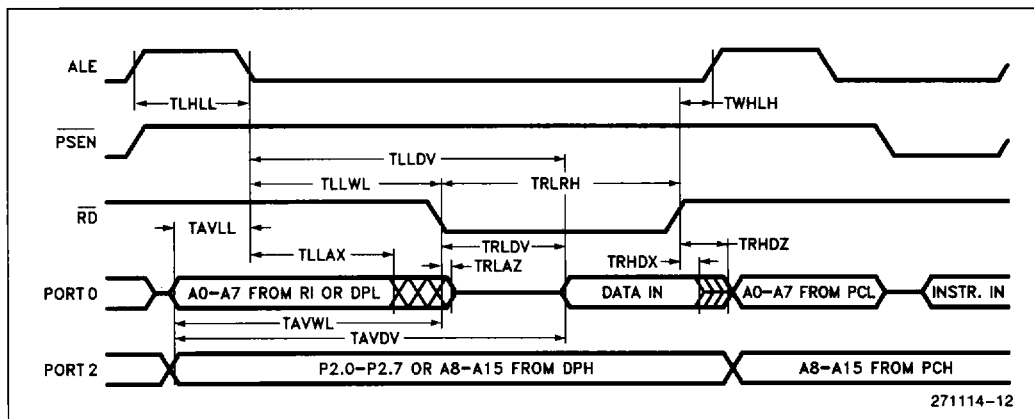 ALE
TLHLL
TWHLH
PSEN
TLLDV
TLLWL
TRLRH
RD
TAVLL
TRLDV
TRHDZ
TLLAX
TRLAZ
TRHDX
PORT 0
A0-A7 FROM RI OR DPL
DATA IN
A0-A7 FROM PCL
INSTR. IN
TAVWL
TAVDV
PORT 2
P2.0-P2.7 OR A8-A15 FROM DPH
A8-A15 FROM PCH
271114-12